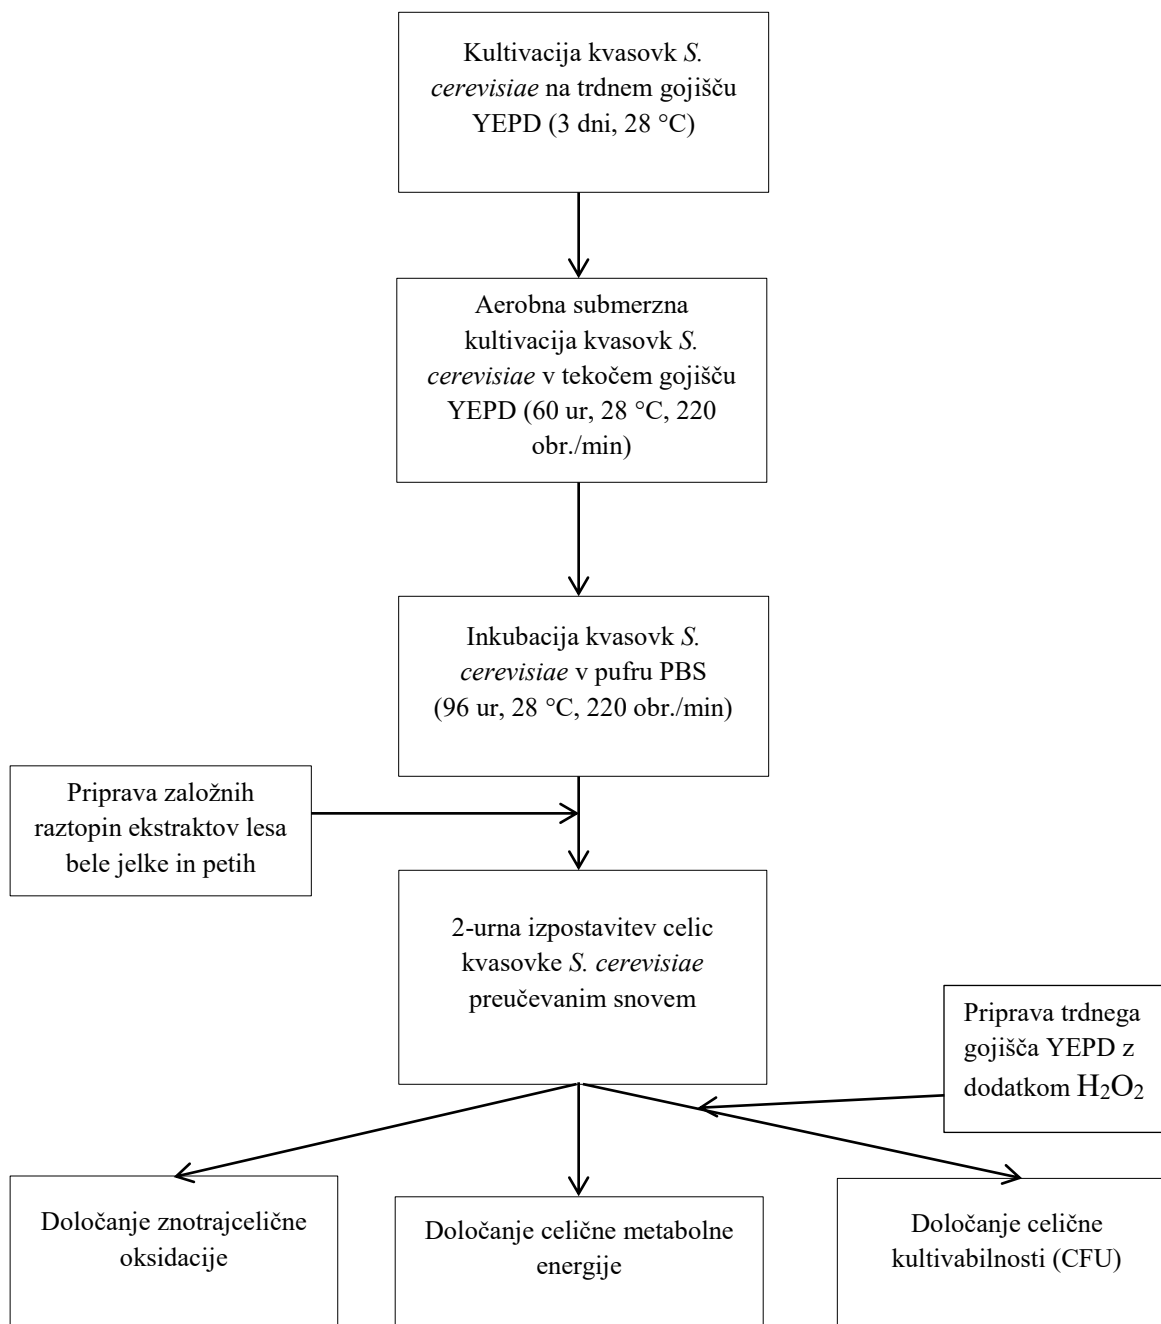 Kultivacija kvasovk S.
cerevisiae na trdnem gojišču
YEPD (3 dni, 28 °C)
Aerobna submerzna
kultivacija kvasovk S.
cerevisiae v tekočem gojišču
YEPD (60 ur, 28 °C, 220
obr./min)
Inkubacija kvasovk S.
cerevisiae v pufru PBS
(96 ur, 28 °C, 220 obr./min)
Priprava založnih
raztopin ekstraktov lesa
bele jelke in petih
2-urna izpostavitev celic
kvasovke S. cerevisiae
preučevanim snovem
Priprava trdnega
gojišča YEPD z
dodatkom H₂O₂
Določanje znotrajcelične
oksidacije
Določanje celične metabolne
energije
Določanje celične
kultivabilnosti (CFU)